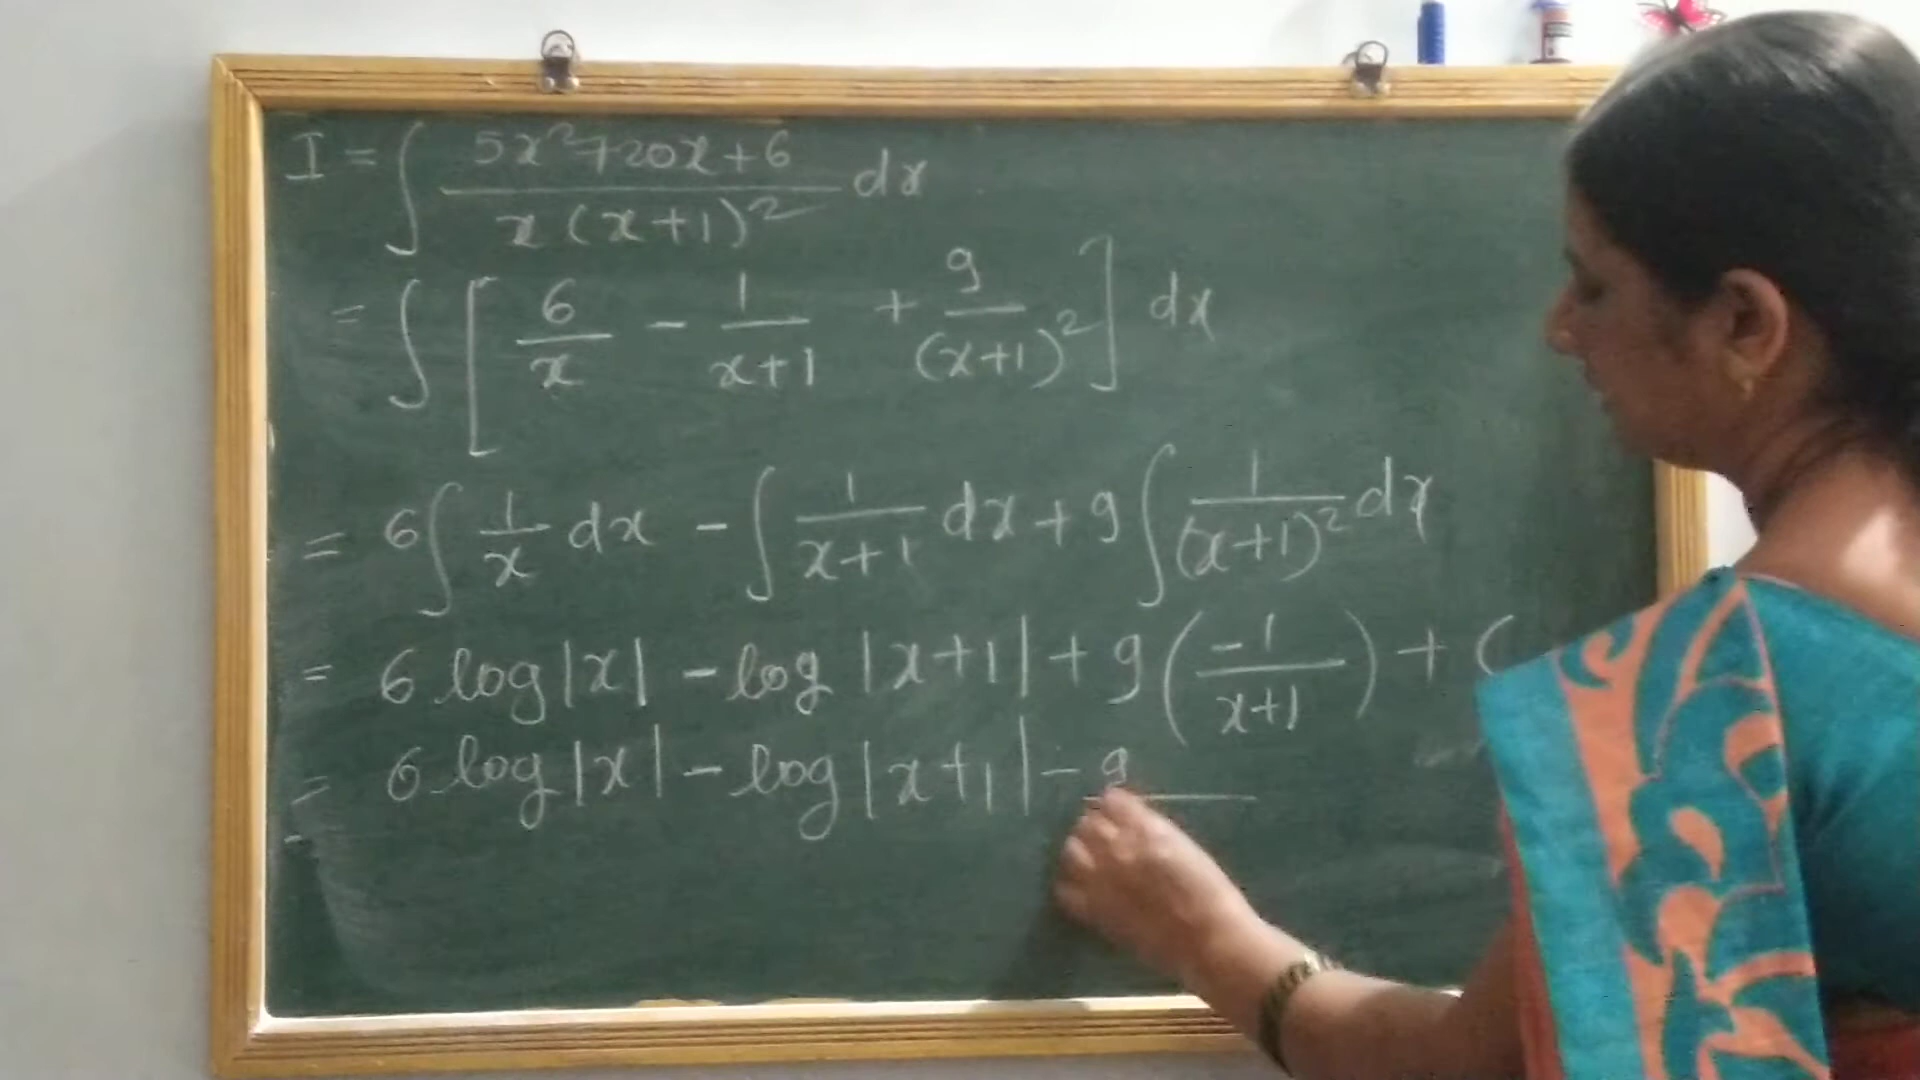 I = ∫ 5x²+20x+6 / x(x+1)² dx
= ∫ [ 6/x - 1/x+1 + 9/(x+1)² ] dx
= 6∫ 1/x dx - ∫ 1/x+1 dx + 9∫ 1/(x+1)² dx
= 6 log|x| - log|x+1| + 9(-1/x+1) + C
= 6 log|x| - log|x+1| - 9